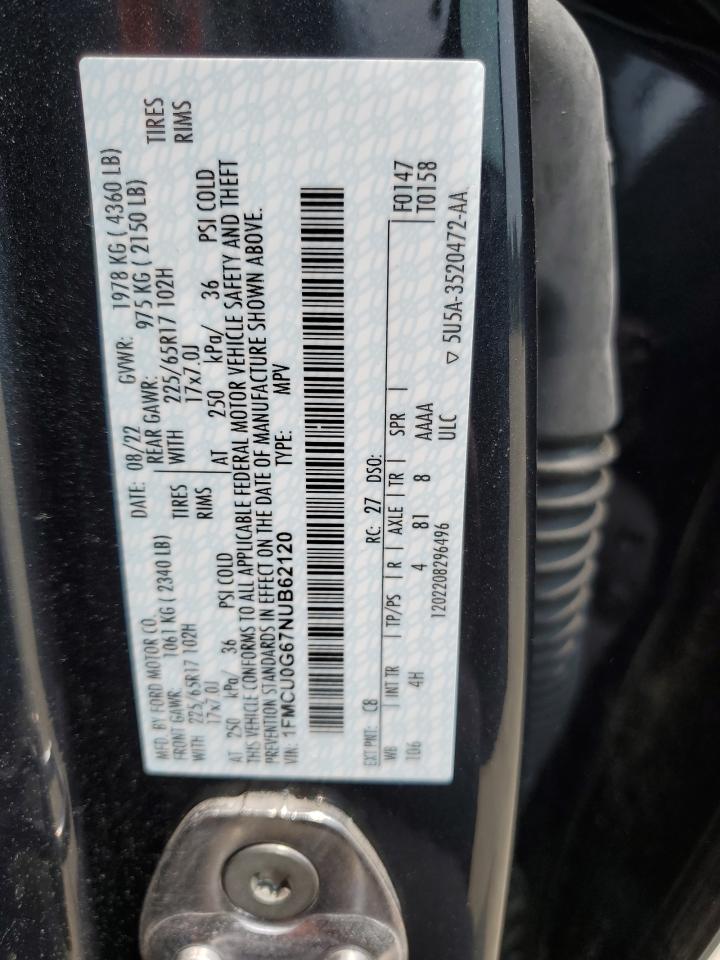 MFD. BY FORD MOTOR CO. DATE: 08/22 GVWR: 1978 KG ( 4360 LB)
FRONT GAWR: 1061 KG ( 2340 LB) REAR GAWR: 975 KG ( 2150 LB)
WITH 225/65R17 102H TIRES WITH 225/65R17 102H TIRES
17x7.0J RIMS 17x7.0J RIMS
AT 250 kPa/ 36 PSI COLD AT 250 kPa/ 36 PSI COLD
THIS VEHICLE CONFORMS TO ALL APPLICABLE FEDERAL MOTOR VEHICLE SAFETY AND THEFT
PREVENTION STANDARDS IN EFFECT ON THE DATE OF MANUFACTURE SHOWN ABOVE.
VIN: 1FMCU0G67NUB62120 TYPE: MPV
EXT PNT: C8 RC: 27 DSO: F0147
WB INT TR TP/PS R AXLE TR SPR T0158
106 4H 4 81 8 AAAA
1202208296496 ULC
▽ 5U5A-3520472-AA